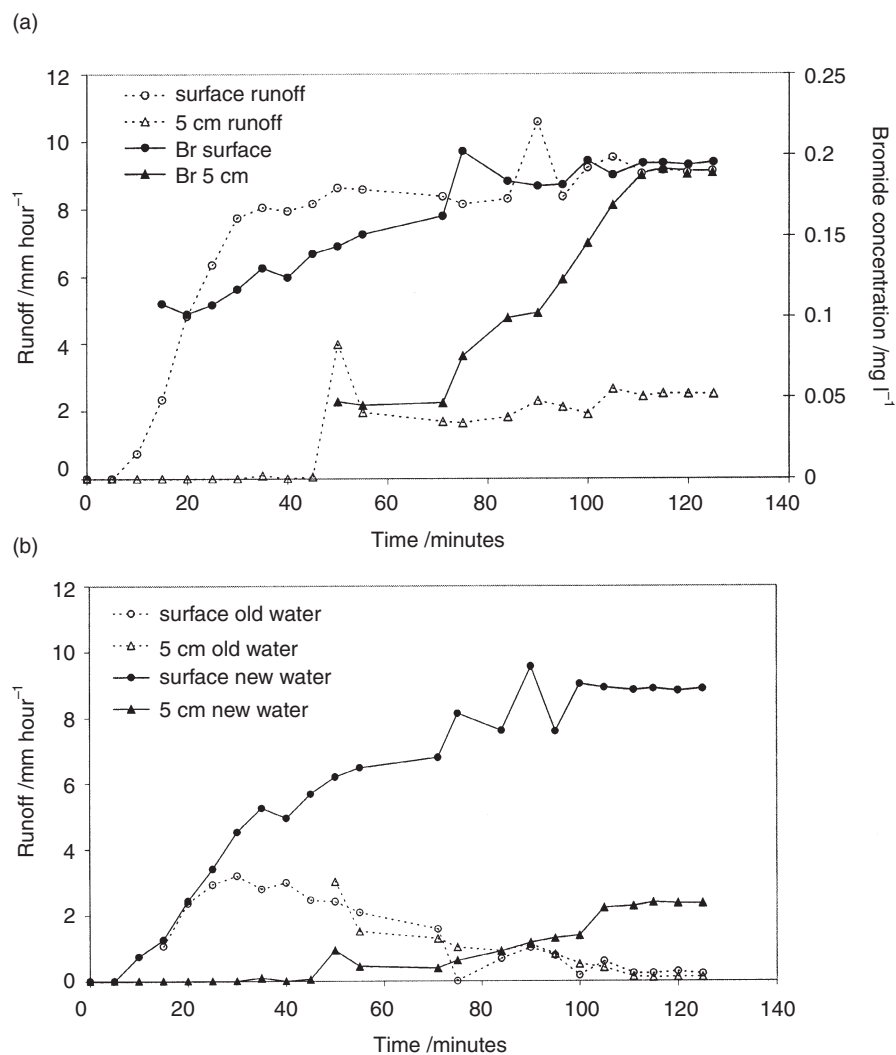 (a)
12
10
8
6
4
2
0
Runoff /mm hour⁻¹
surface runoff
5 cm runoff
Br surface
Br 5 cm
0.25
0.2
0.15
0.1
0.05
0
Bromide concentration /mg l⁻¹
0 20 40 60 80 100 120 140
Time /minutes
(b)
12
10
8
6
4
2
0
Runoff /mm hour⁻¹
surface old water
5 cm old water
surface new water
5 cm new water
0 20 40 60 80 100 120 140
Time /minutes